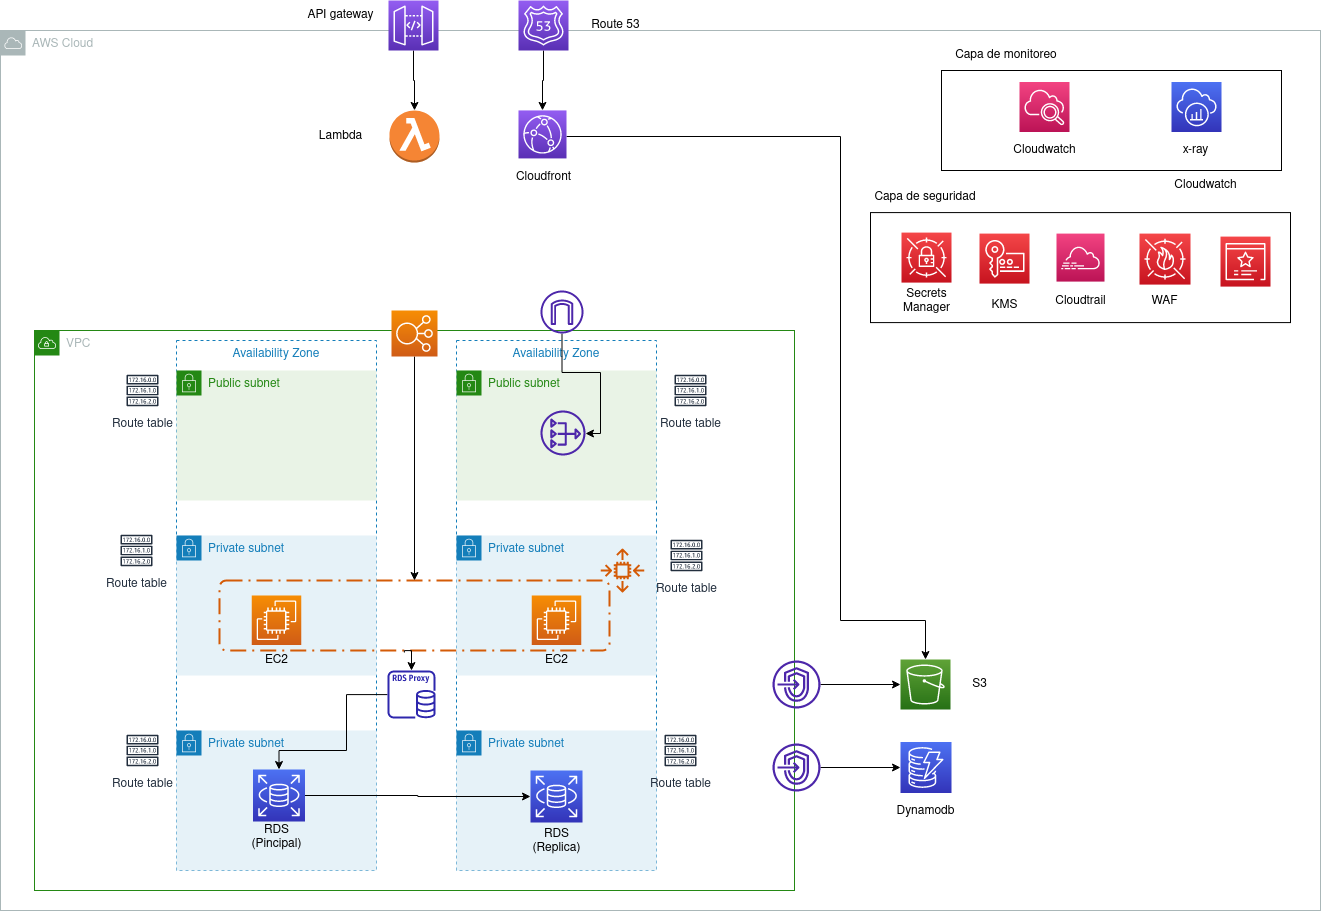 API gateway
Route 53
53
</>
AWS Cloud
Capa de monitoreo
Lambda
Cloudfront
Cloudwatch
x-ray
Cloudwatch
Capa de seguridad
Secrets
Manager
KMS
Cloudtrail
WAF
VPC
Availability Zone
Availability Zone
Public subnet
Public subnet
172.16.0.0
172.16.1.0
172.16.2.0
Route table
172.16.0.0
172.16.1.0
172.16.2.0
Route table
Private subnet
Private subnet
172.16.0.0
172.16.1.0
172.16.2.0
Route table
172.16.0.0
172.16.1.0
172.16.2.0
Route table
EC2
EC2
RDS Proxy
S3
Private subnet
Private subnet
172.16.0.0
172.16.1.0
172.16.2.0
Route table
172.16.0.0
172.16.1.0
172.16.2.0
Route table
Dynamodb
RDS
(Pincipal)
RDS
(Replica)